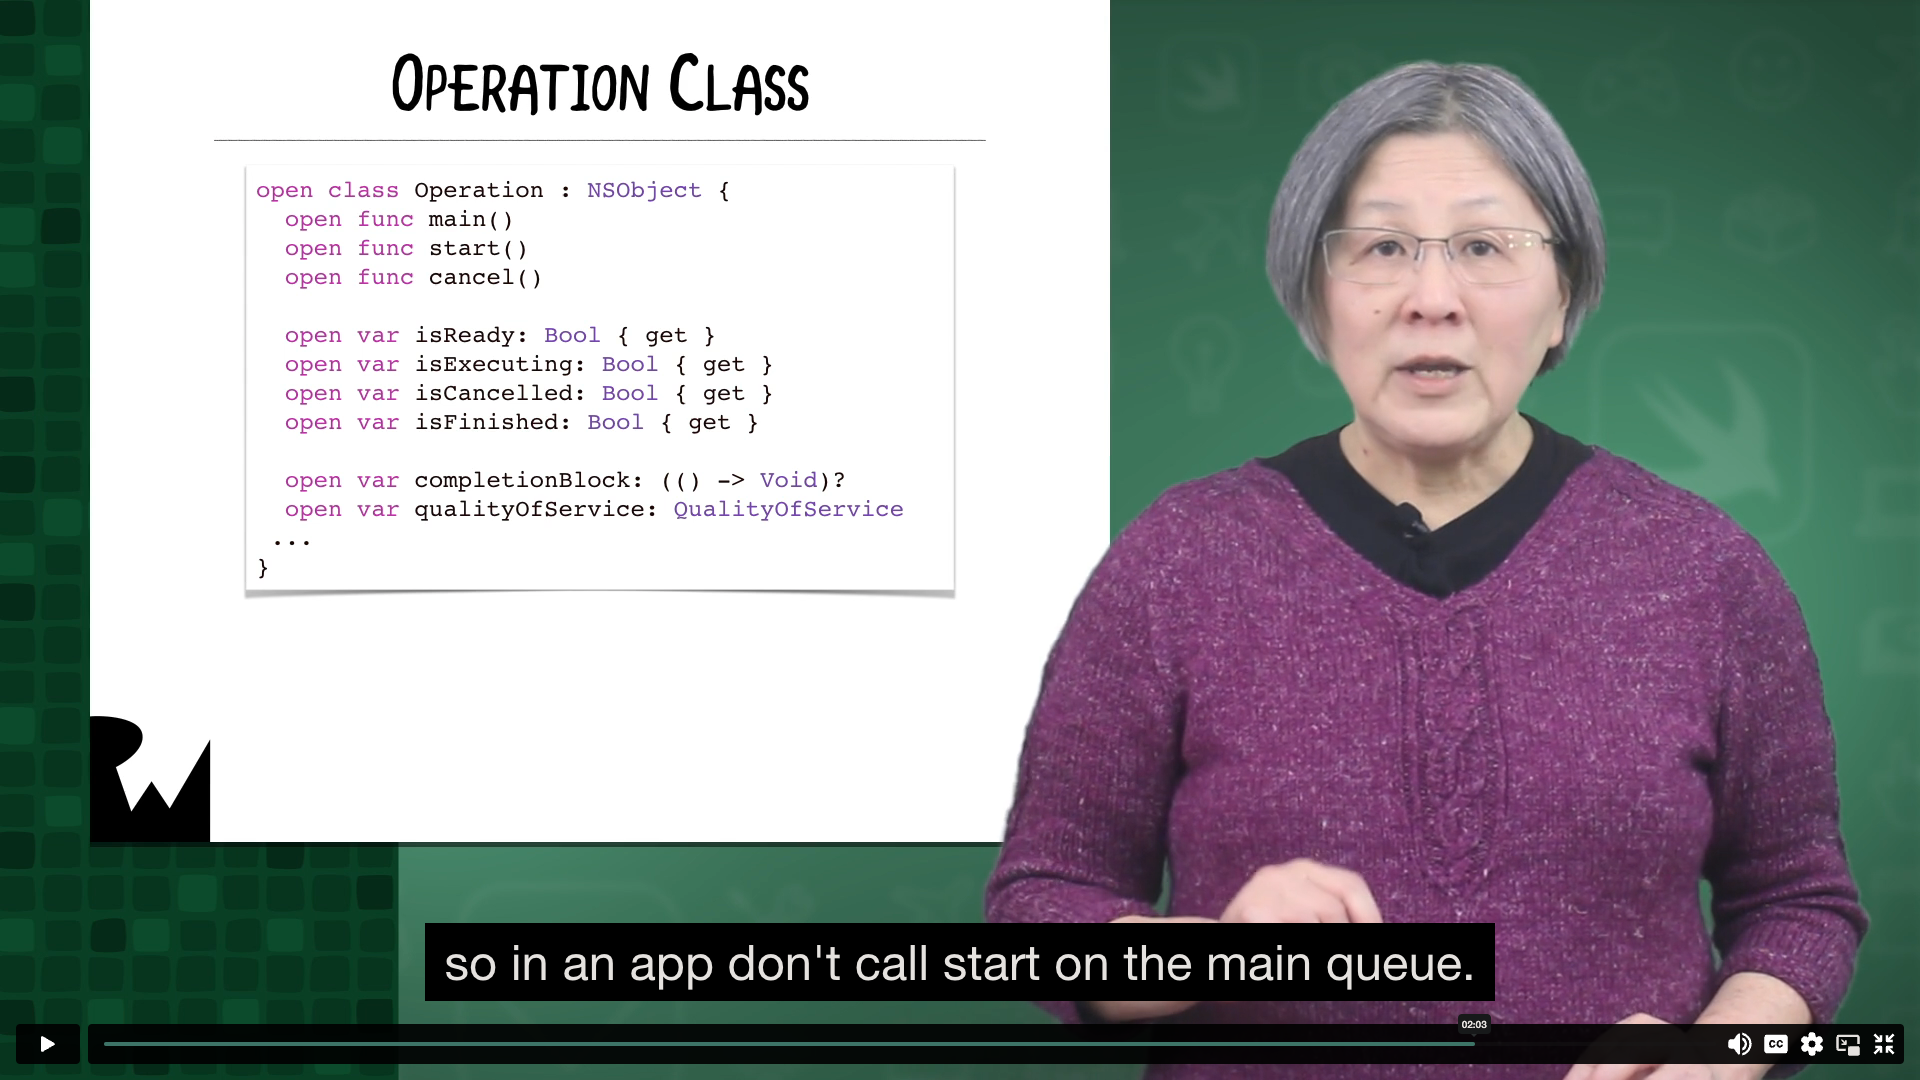 OPERATION CLASS
open class Operation : NSObject {
  open func main()
  open func start()
  open func cancel()

  open var isReady: Bool { get }
  open var isExecuting: Bool { get }
  open var isCancelled: Bool { get }
  open var isFinished: Bool { get }

  open var completionBlock: (() -> Void)?
  open var qualityOfService: QualityOfService
 ...
}
RW
so in an app don't call start on the main queue.
02:03
CC